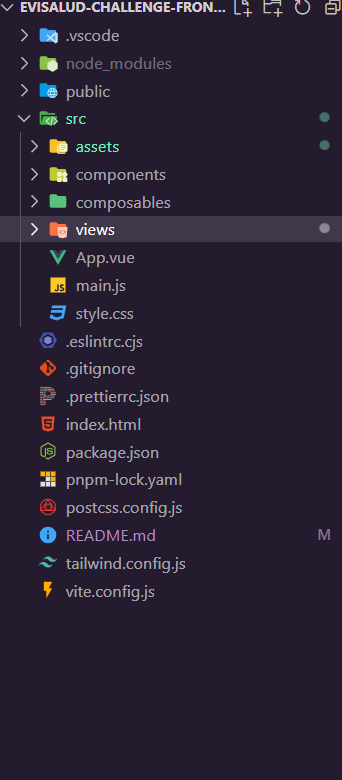 EVISALUD-CHALLENGE-FRON...
.vscode
node_modules
public
src
assets
components
composables
views
App.vue
JS main.js
style.css
.eslintrc.cjs
.gitignore
.prettierrc.json
index.html
package.json
pnpm-lock.yaml
postcss.config.js
README.md M
tailwind.config.js
vite.config.js